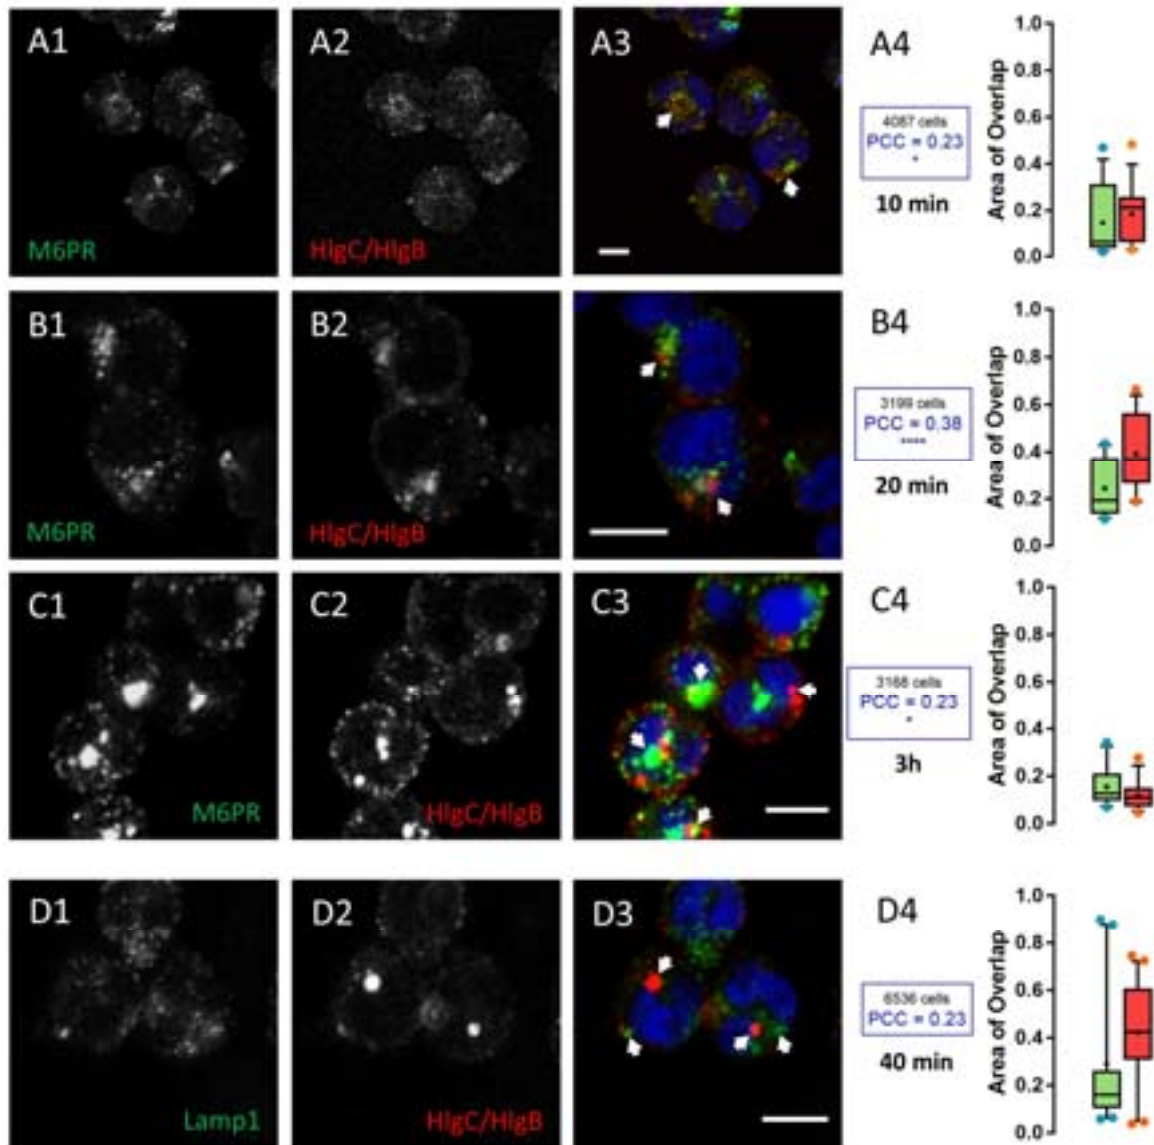 A1
A2
A3
A4
M6PR
HlgC/HlgB
4087 cells
PCC = 0.23
*
10 min
Area of Overlap
1.0
0.8
0.6
0.4
0.2
0.0
B1
B2
B4
M6PR
HlgC/HlgB
3199 cells
PCC = 0.38
****
20 min
Area of Overlap
1.0
0.8
0.6
0.4
0.2
0.0
C1
C2
C3
C4
M6PR
HlgC/HlgB
3168 cells
PCC = 0.23
*
3h
Area of Overlap
1.0
0.8
0.6
0.4
0.2
0.0
D1
D2
D3
D4
Lamp1
HlgC/HlgB
6536 cells
PCC = 0.23
40 min
Area of Overlap
1.0
0.8
0.6
0.4
0.2
0.0